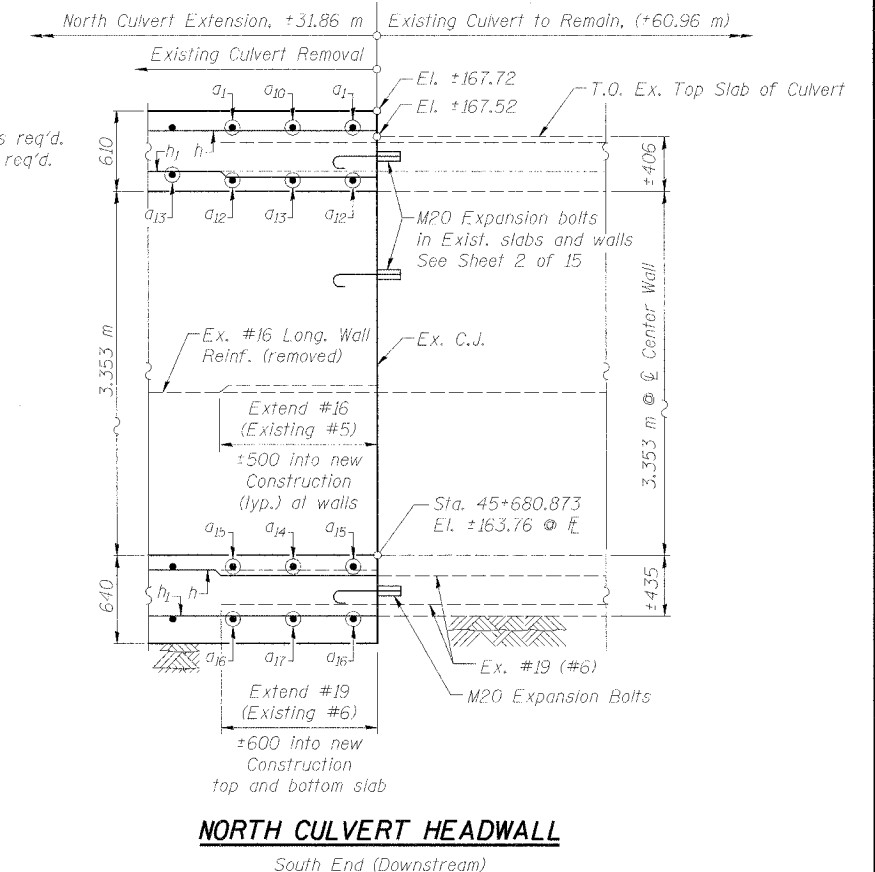 North Culvert Extension, ±31.86 m
Existing Culvert to Remain, (±60.96 m)
Existing Culvert Removal
El. ±167.72
El. ±167.52
T.O. Ex. Top Slab of Culvert
a1
a10
a1
s req'd.
req'd.
610
h1
h
±406
a13
a12
a13
a12
M20 Expansion bolts
in Exist. slabs and walls
See Sheet 2 of 15
3.353 m
Ex. #16 Long. Wall
Reinf. (removed)
Ex. C.J.
3.353 m @ ℄ Center Wall
Extend #16
(Existing #5)
±500 into new
Construction
(typ.) at walls
Sta. 45+680.873
El. ±163.76 @
a15
a14
a15
640
h1
h
±435
a16
a17
a16
Ex. #19 (#6)
M20 Expansion Bolts
Extend #19
(Existing #6)
±600 into new
Construction
top and bottom slab
NORTH CULVERT HEADWALL
South End (Downstream)